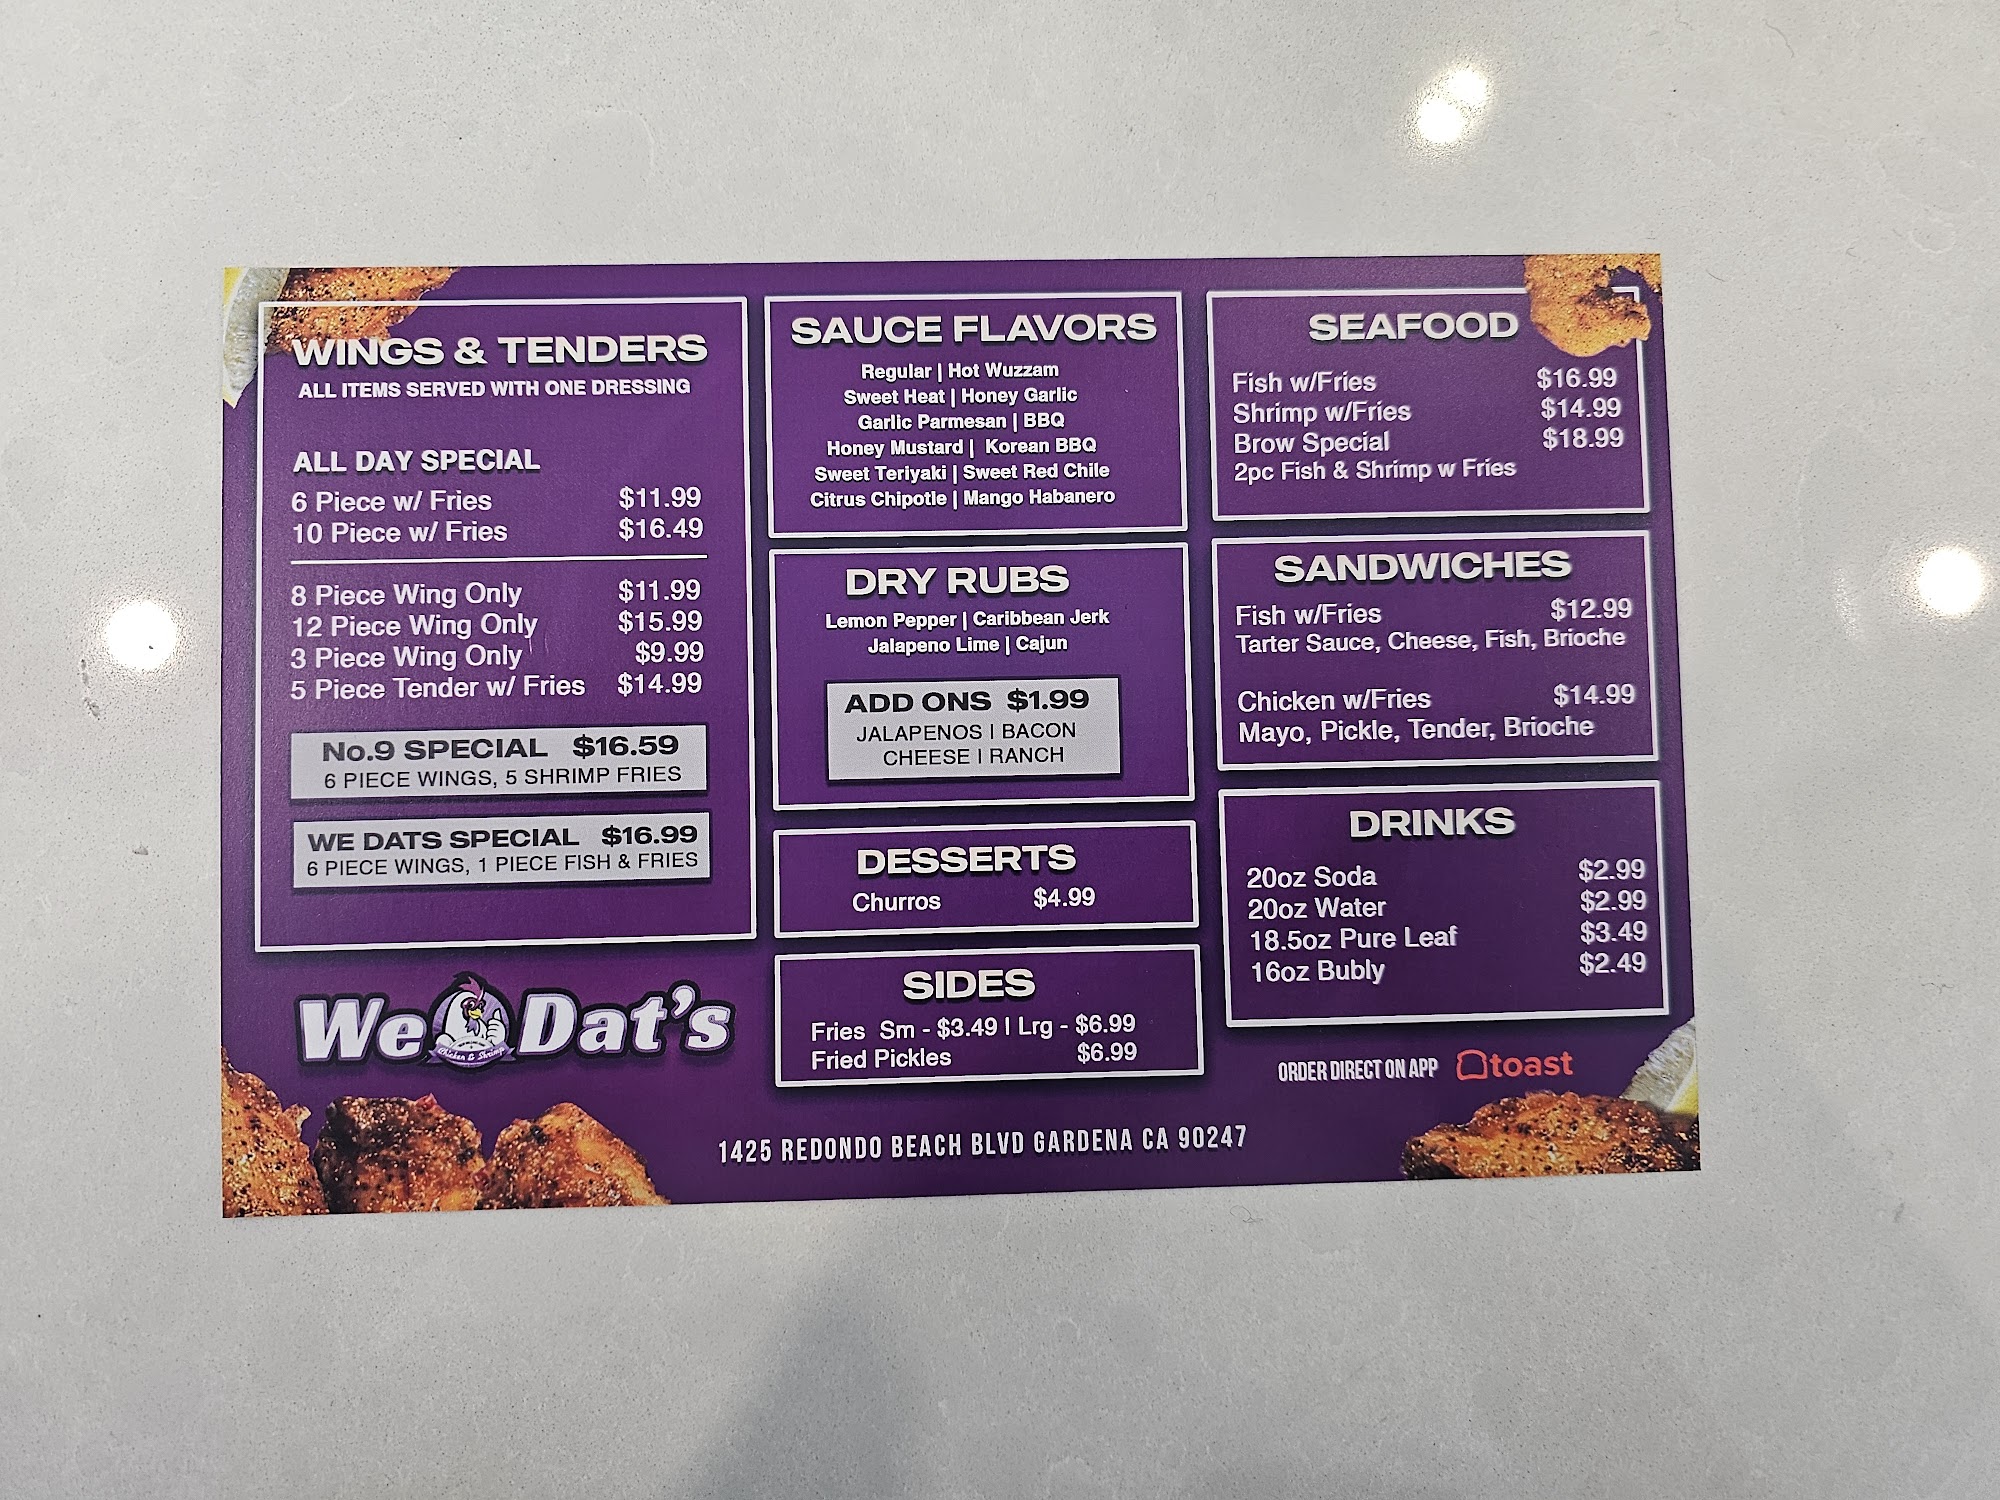 WINGS & TENDERS
ALL ITEMS SERVED WITH ONE DRESSING
ALL DAY SPECIAL
6 Piece w/ Fries $11.99
10 Piece w/ Fries $16.49
8 Piece Wing Only $11.99
12 Piece Wing Only $15.99
3 Piece Wing Only $9.99
5 Piece Tender w/ Fries $14.99
No.9 SPECIAL $16.59
6 PIECE WINGS, 5 SHRIMP FRIES
WE DATS SPECIAL $16.99
6 PIECE WINGS, 1 PIECE FISH & FRIES
We Dat's
Chicken & Shrimp
SAUCE FLAVORS
Regular | Hot Wuzzam
Sweet Heat | Honey Garlic
Garlic Parmesan | BBQ
Honey Mustard | Korean BBQ
Sweet Teriyaki | Sweet Red Chile
Citrus Chipotle | Mango Habanero
DRY RUBS
Lemon Pepper | Caribbean Jerk
Jalapeno Lime | Cajun
ADD ONS $1.99
JALAPENOS | BACON
CHEESE | RANCH
DESSERTS
Churros $4.99
SIDES
Fries Sm - $3.49 | Lrg - $6.99
Fried Pickles $6.99
SEAFOOD
Fish w/Fries $16.99
Shrimp w/Fries $14.99
Brow Special $18.99
2pc Fish & Shrimp w Fries
SANDWICHES
Fish w/Fries $12.99
Tarter Sauce, Cheese, Fish, Brioche
Chicken w/Fries $14.99
Mayo, Pickle, Tender, Brioche
DRINKS
20oz Soda $2.99
20oz Water $2.99
18.5oz Pure Leaf $3.49
16oz Bubly $2.49
ORDER DIRECT ON APP toast
1425 REDONDO BEACH BLVD GARDENA CA 90247